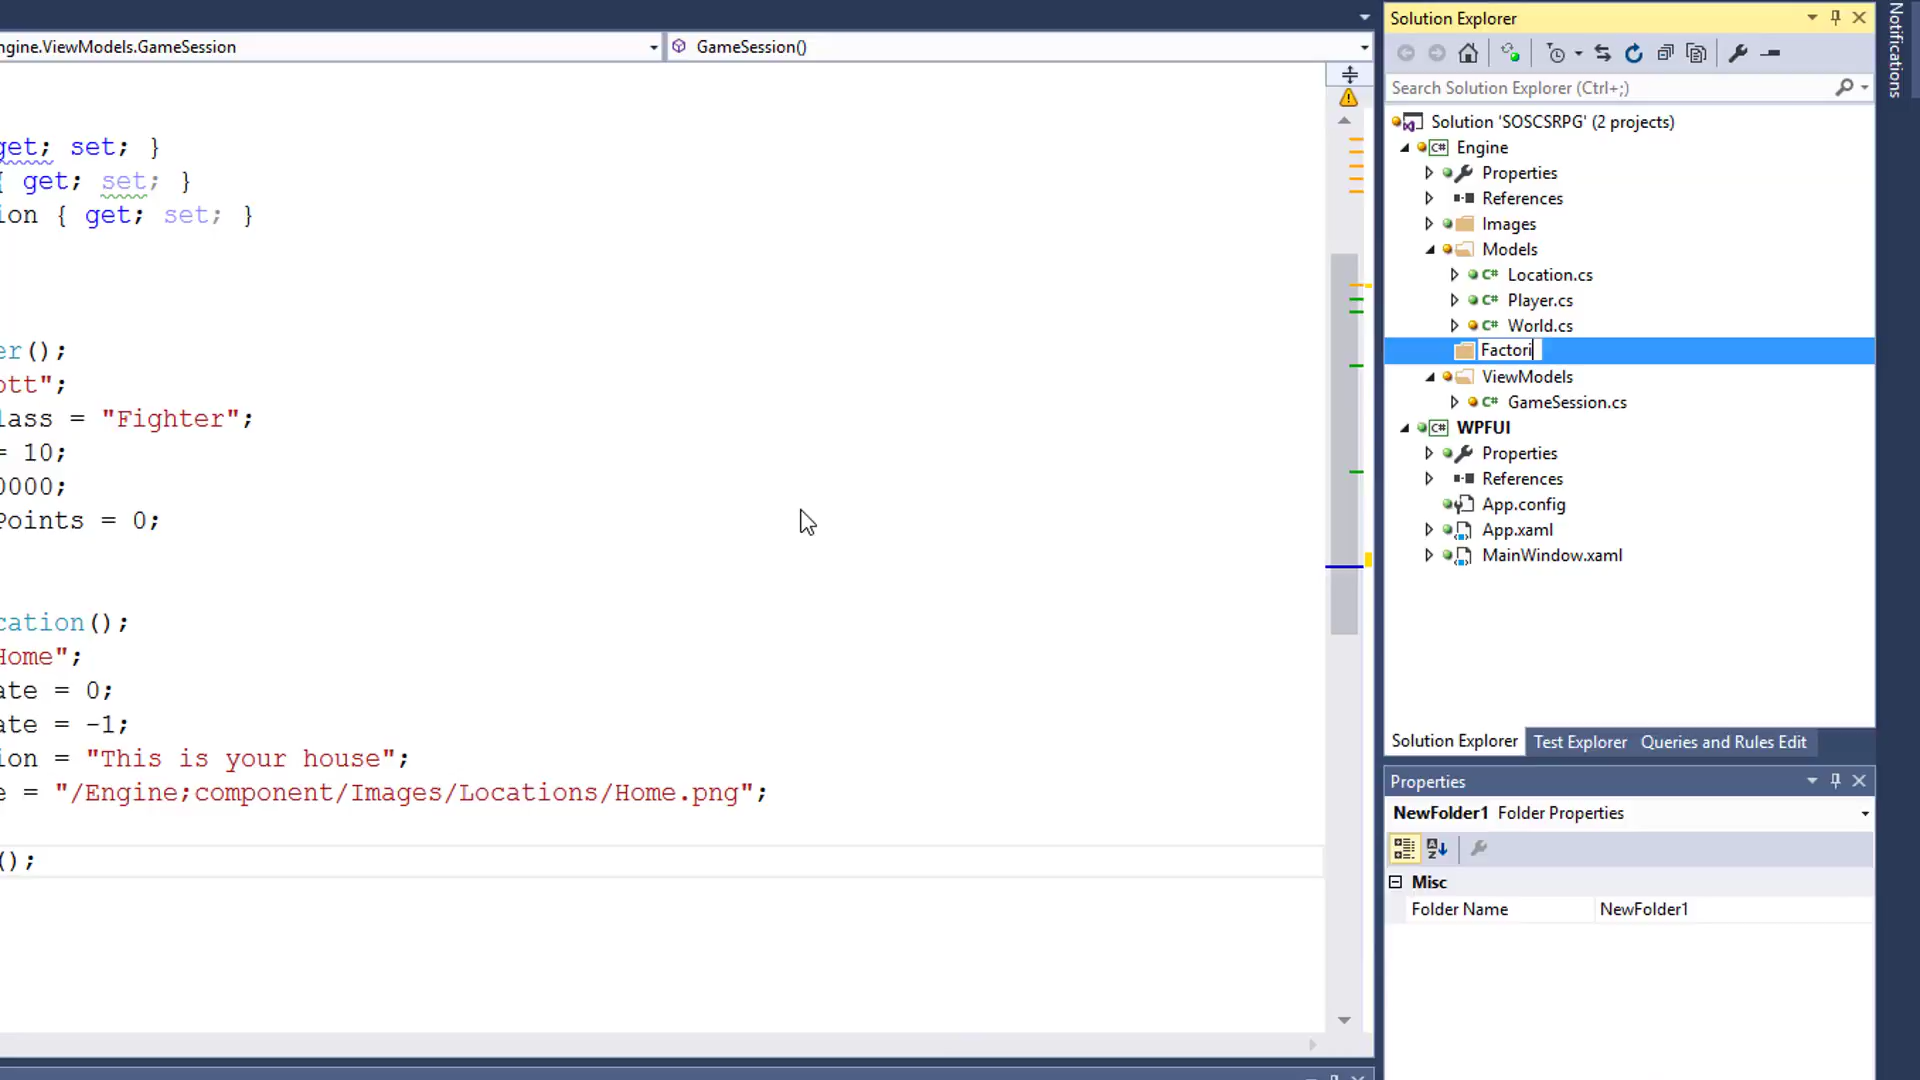 ngine.ViewModels.GameSession
GameSession()
get; set; }
{ get; set; }
ion { get; set; }
er();
ott";
lass = "Fighter";
= 10;
0000;
Points = 0;
cation();
Home";
ate = 0;
ate = -1;
ion = "This is your house";
e = "/Engine;component/Images/Locations/Home.png";
();
Solution Explorer
Search Solution Explorer (Ctrl+;)
Solution 'SOSCSRPG' (2 projects)
Engine
Properties
References
Images
Models
C# Location.cs
C# Player.cs
C# World.cs
Factori
ViewModels
C# GameSession.cs
WPFUI
Properties
References
App.config
App.xaml
MainWindow.xaml
Solution Explorer
Test Explorer
Queries and Rules Edit
Properties
NewFolder1 Folder Properties
Misc
Folder Name NewFolder1
Notifications